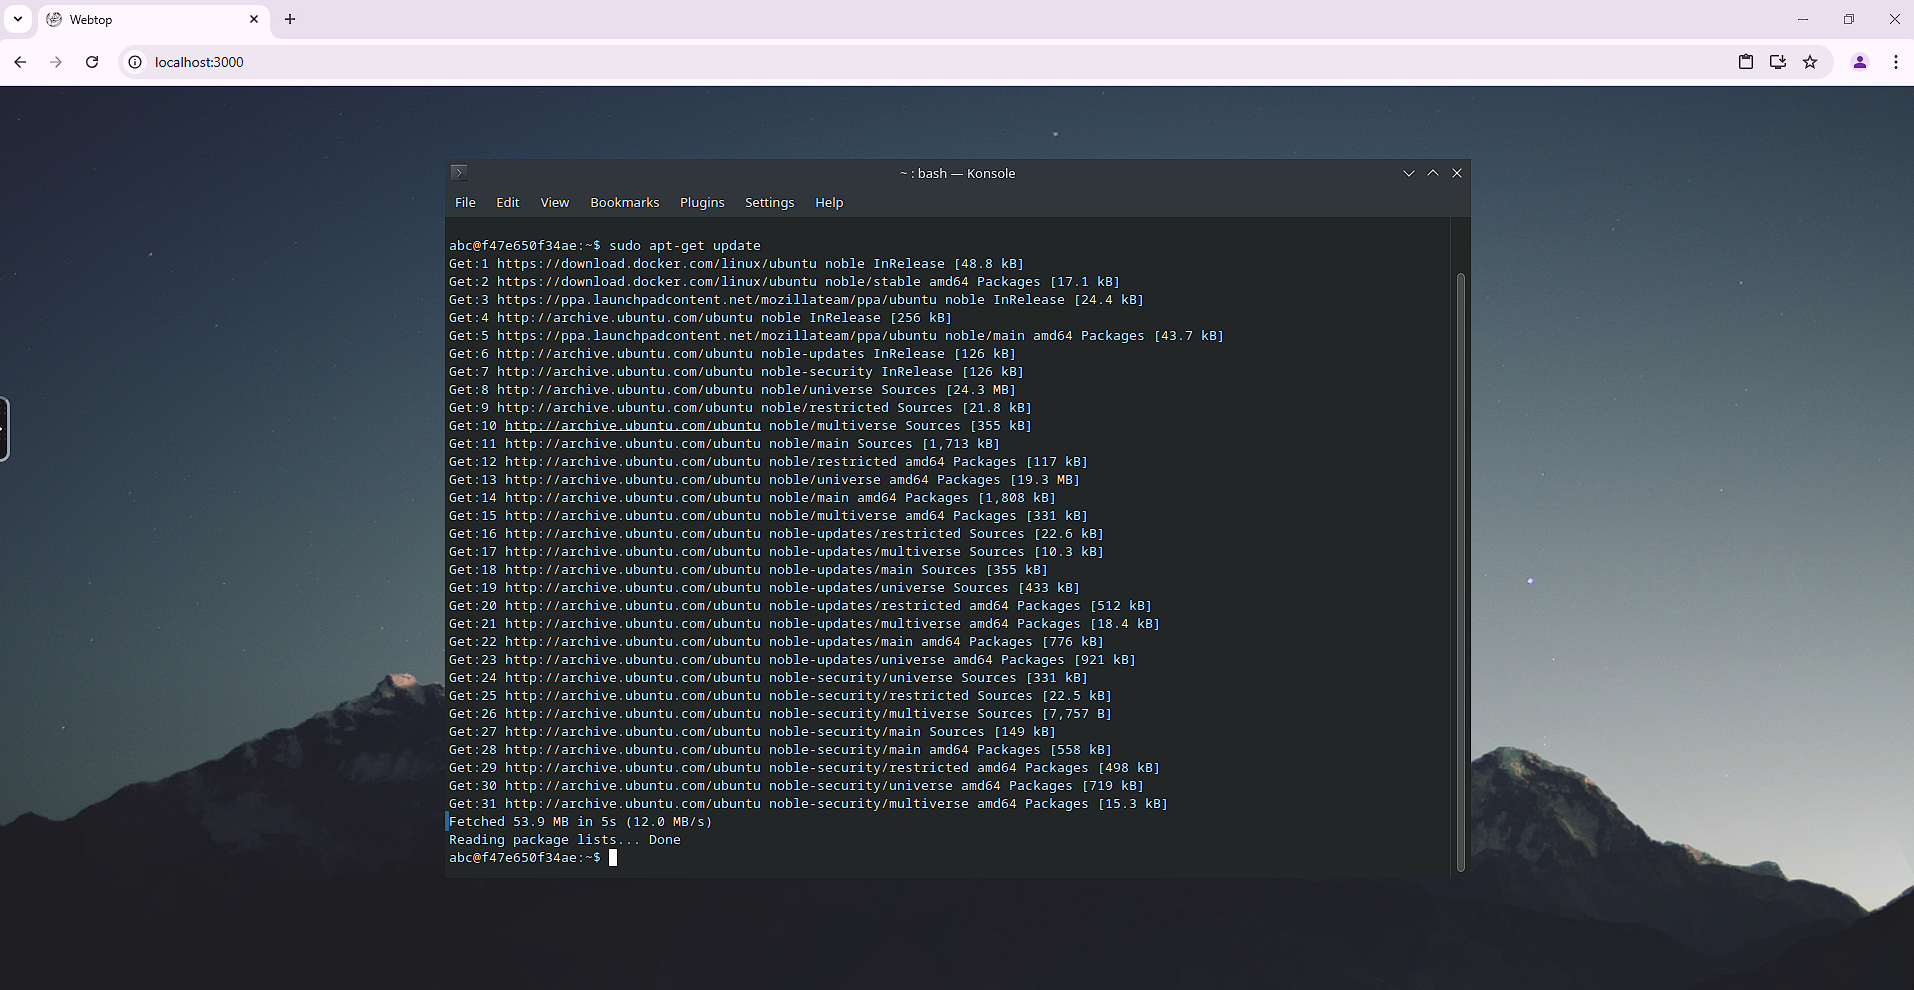 Webtop
localhost:3000
~ : bash — Konsole
File Edit View Bookmarks Plugins Settings Help
abc@f47e650f34ae:~$ sudo apt-get update
Get:1 https://download.docker.com/linux/ubuntu noble InRelease [48.8 kB]
Get:2 https://download.docker.com/linux/ubuntu noble/stable amd64 Packages [17.1 kB]
Get:3 https://ppa.launchpadcontent.net/mozillateam/ppa/ubuntu noble InRelease [24.4 kB]
Get:4 http://archive.ubuntu.com/ubuntu noble InRelease [256 kB]
Get:5 https://ppa.launchpadcontent.net/mozillateam/ppa/ubuntu noble/main amd64 Packages [43.7 kB]
Get:6 http://archive.ubuntu.com/ubuntu noble-updates InRelease [126 kB]
Get:7 http://archive.ubuntu.com/ubuntu noble-security InRelease [126 kB]
Get:8 http://archive.ubuntu.com/ubuntu noble/universe Sources [24.3 MB]
Get:9 http://archive.ubuntu.com/ubuntu noble/restricted Sources [21.8 kB]
Get:10 http://archive.ubuntu.com/ubuntu noble/multiverse Sources [355 kB]
Get:11 http://archive.ubuntu.com/ubuntu noble/main Sources [1,713 kB]
Get:12 http://archive.ubuntu.com/ubuntu noble/restricted amd64 Packages [117 kB]
Get:13 http://archive.ubuntu.com/ubuntu noble/universe amd64 Packages [19.3 MB]
Get:14 http://archive.ubuntu.com/ubuntu noble/main amd64 Packages [1,808 kB]
Get:15 http://archive.ubuntu.com/ubuntu noble/multiverse amd64 Packages [331 kB]
Get:16 http://archive.ubuntu.com/ubuntu noble-updates/restricted Sources [22.6 kB]
Get:17 http://archive.ubuntu.com/ubuntu noble-updates/multiverse Sources [10.3 kB]
Get:18 http://archive.ubuntu.com/ubuntu noble-updates/main Sources [355 kB]
Get:19 http://archive.ubuntu.com/ubuntu noble-updates/universe Sources [433 kB]
Get:20 http://archive.ubuntu.com/ubuntu noble-updates/restricted amd64 Packages [512 kB]
Get:21 http://archive.ubuntu.com/ubuntu noble-updates/multiverse amd64 Packages [18.4 kB]
Get:22 http://archive.ubuntu.com/ubuntu noble-updates/main amd64 Packages [776 kB]
Get:23 http://archive.ubuntu.com/ubuntu noble-updates/universe amd64 Packages [921 kB]
Get:24 http://archive.ubuntu.com/ubuntu noble-security/universe Sources [331 kB]
Get:25 http://archive.ubuntu.com/ubuntu noble-security/restricted Sources [22.5 kB]
Get:26 http://archive.ubuntu.com/ubuntu noble-security/multiverse Sources [7,757 B]
Get:27 http://archive.ubuntu.com/ubuntu noble-security/main Sources [149 kB]
Get:28 http://archive.ubuntu.com/ubuntu noble-security/main amd64 Packages [558 kB]
Get:29 http://archive.ubuntu.com/ubuntu noble-security/restricted amd64 Packages [498 kB]
Get:30 http://archive.ubuntu.com/ubuntu noble-security/universe amd64 Packages [719 kB]
Get:31 http://archive.ubuntu.com/ubuntu noble-security/multiverse amd64 Packages [15.3 kB]
Fetched 53.9 MB in 5s (12.0 MB/s)
Reading package lists... Done
abc@f47e650f34ae:~$